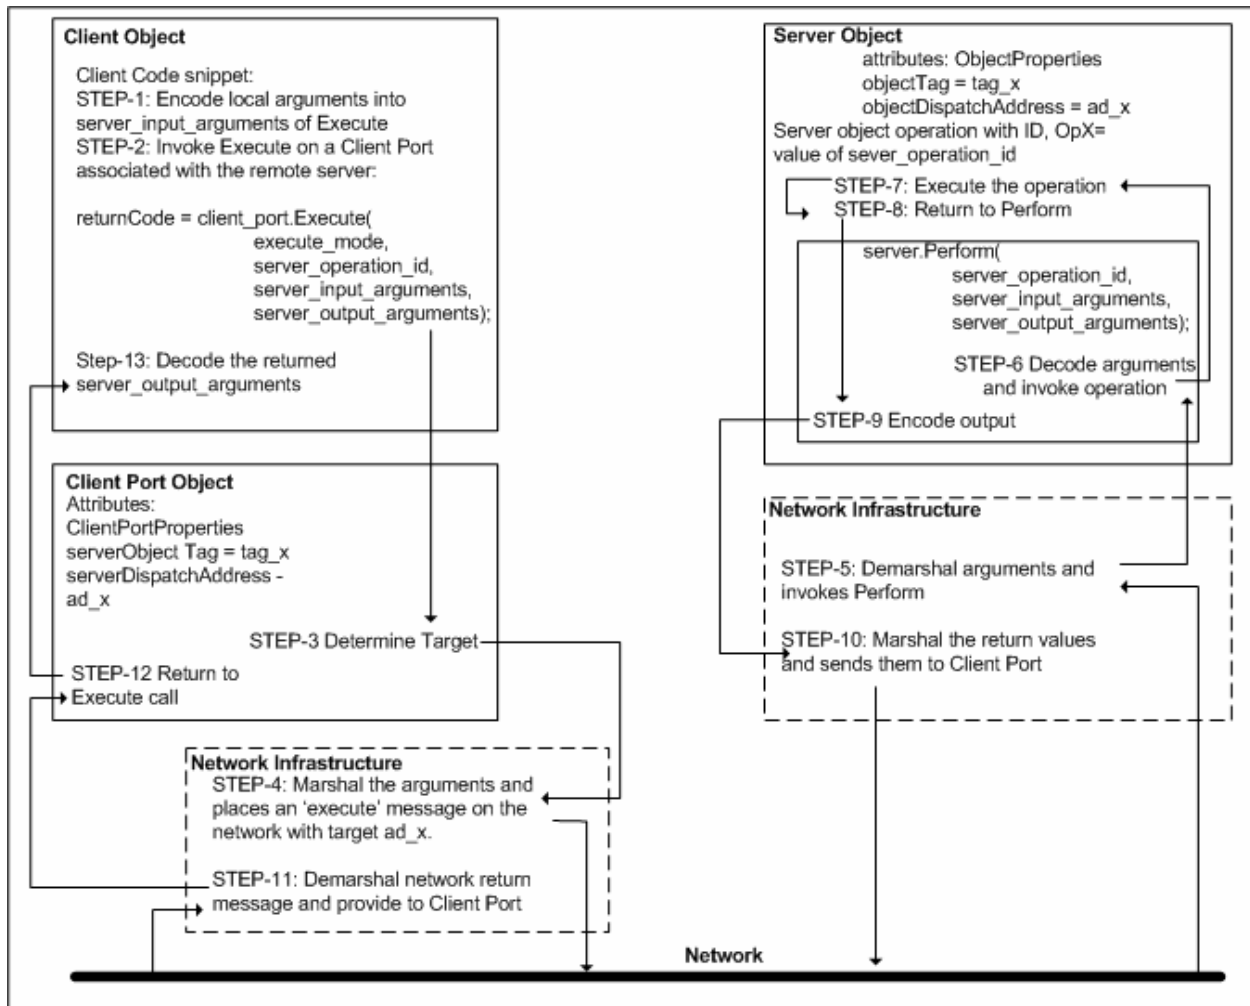 Client Object
Client Code snippet:
STEP-1: Encode local arguments into
server_input_arguments of Execute
STEP-2: Invoke Execute on a Client Port
associated with the remote server:
returnCode = client_port.Execute(
execute_mode,
server_operation_id,
server_input_arguments,
server_output_arguments);
Step-13: Decode the returned
server_output_arguments
Client Port Object
Attributes:
ClientPortProperties
serverObject Tag = tag_x
serverDispatchAddress -
ad_x
STEP-3 Determine Target
STEP-12 Return to
Execute call
Network Infrastructure
STEP-4: Marshal the arguments and
places an 'execute' message on the
network with target ad_x.
STEP-11: Demarshal network return
message and provide to Client Port
Server Object
attributes: ObjectProperties
objectTag = tag_x
objectDispatchAddress = ad_x
Server object operation with ID, OpX=
value of sever_operation_id
STEP-7: Execute the operation
STEP-8: Return to Perform
server.Perform(
server_operation_id,
server_input_arguments,
server_output_arguments);
STEP-6 Decode arguments
and invoke operation
STEP-9 Encode output
Network Infrastructure
STEP-5: Demarshal arguments and
invokes Perform
STEP-10: Marshal the return values
and sends them to Client Port
Network